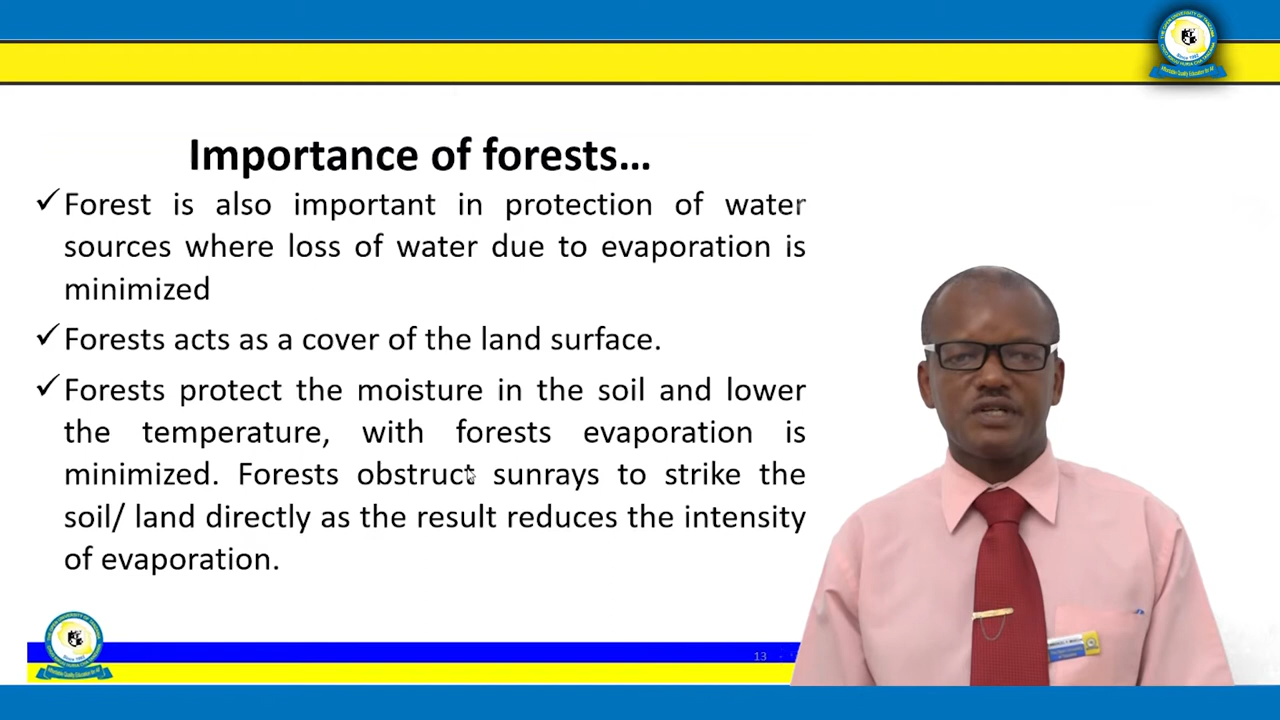 Importance of forests...
✓Forest is also important in protection of water
sources where loss of water due to evaporation is
minimized
✓Forests acts as a cover of the land surface.
✓Forests protect the moisture in the soil and lower
the temperature, with forests evaporation is
minimized. Forests obstruct sunrays to strike the
soil/ land directly as the result reduces the intensity
of evaporation.
13